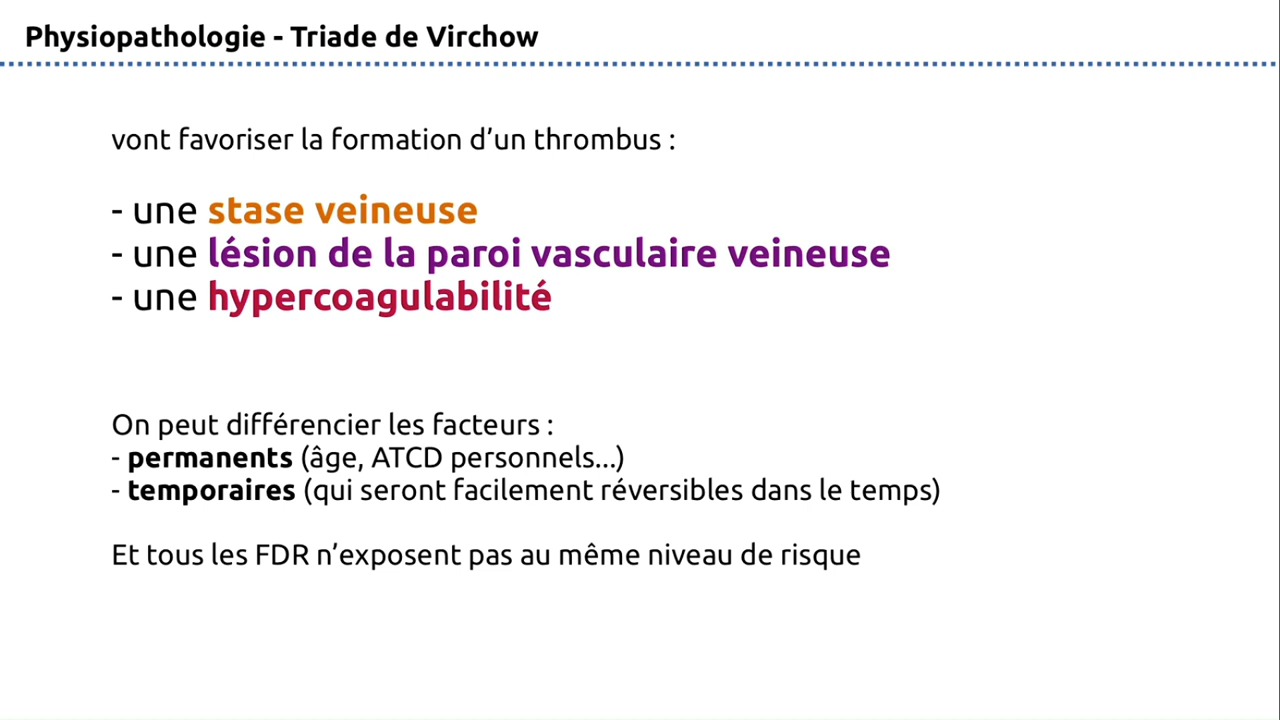 Physiopathologie - Triade de Virchow
vont favoriser la formation d’un thrombus :
- une stase veineuse
- une lésion de la paroi vasculaire veineuse
- une hypercoagulabilité
On peut différencier les facteurs :
- permanents (âge, ATCD personnels...)
- temporaires (qui seront facilement réversibles dans le temps)
Et tous les FDR n’exposent pas au même niveau de risque